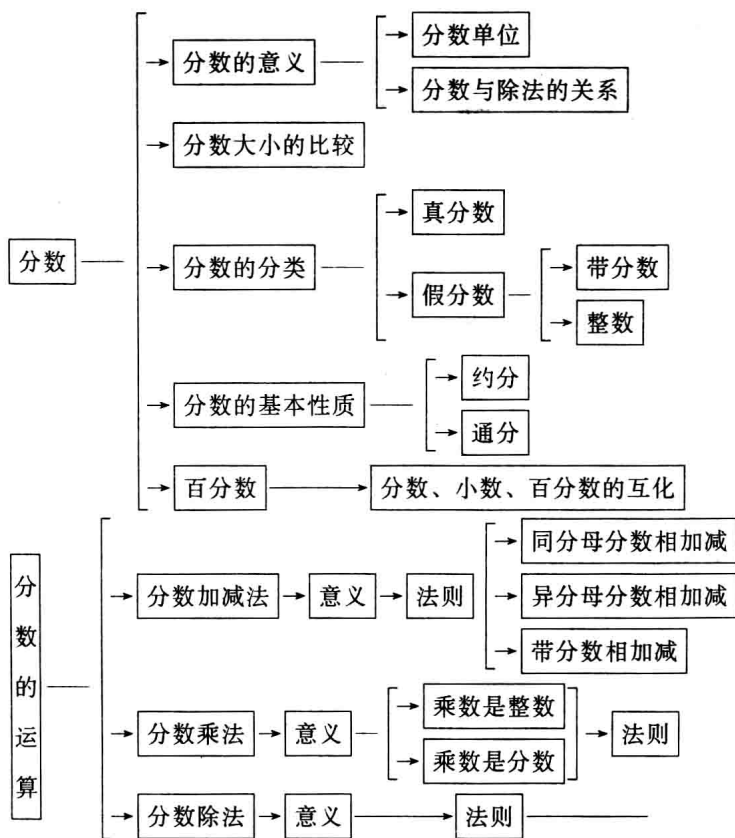 分数
分数的意义
分数单位
分数与除法的关系
分数大小的比较
分数的分类
真分数
假分数
带分数
整数
分数的基本性质
约分
通分
百分数
分数、小数、百分数的互化
分数的运算
分数加减法
意义
法则
同分母分数相加减
异分母分数相加减
带分数相加减
分数乘法
意义
乘数是整数
乘数是分数
法则
分数除法
意义
法则